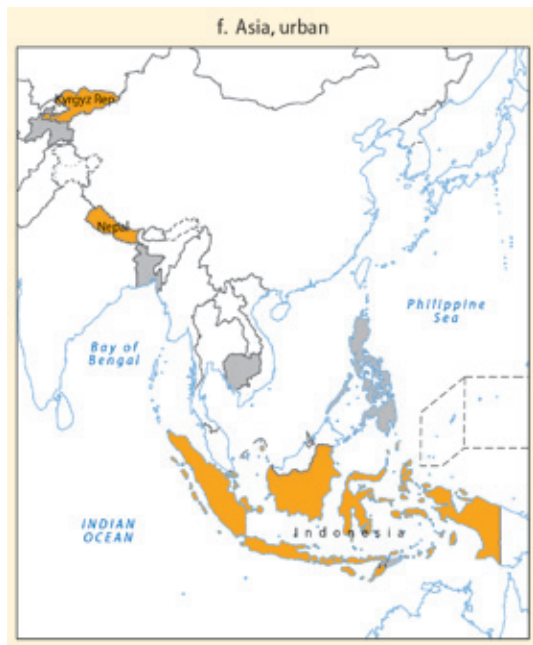 f. Asia, urban
Kyrgyz Rep
Nepal
Philippine
Sea
Bay of
Bengal
INDIAN
OCEAN
Indonesia